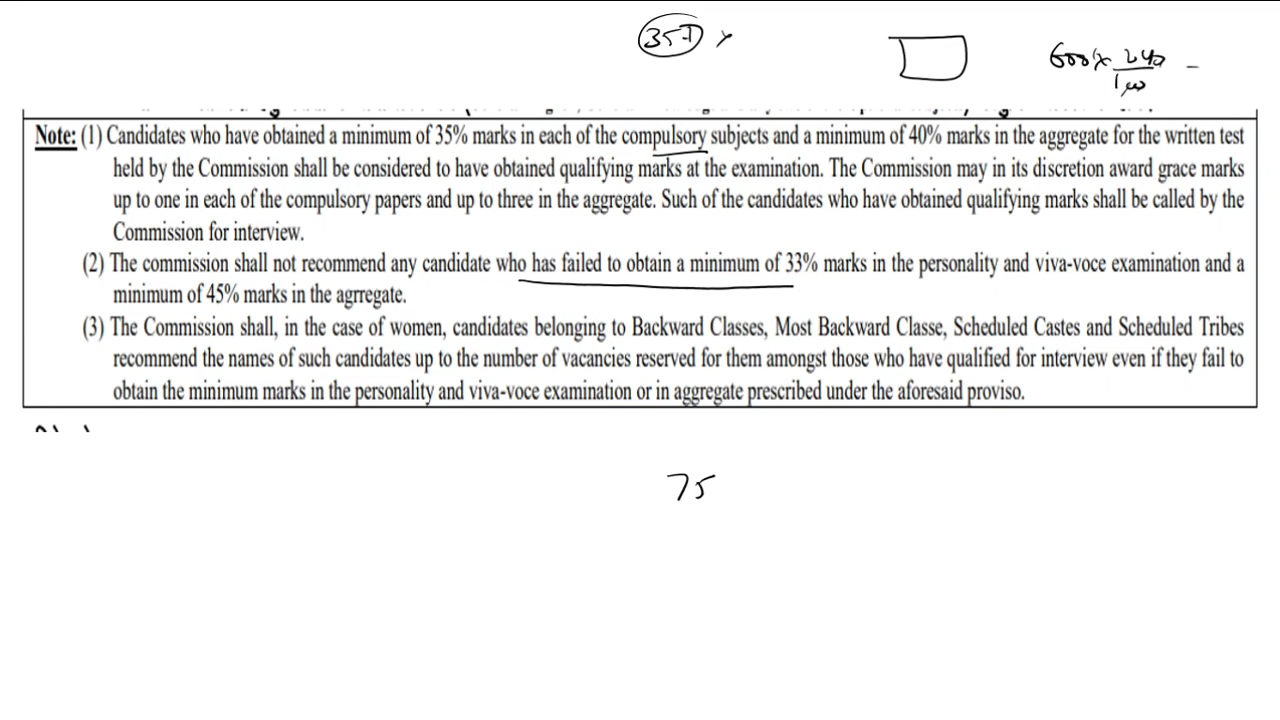 600 x 240
100
Note: (1) Candidates who have obtained a minimum of 35% marks in each of the compulsory subjects and a minimum of 40% marks in the aggregate for the written test
held by the Commission shall be considered to have obtained qualifying marks at the examination. The Commission may in its discretion award grace marks
up to one in each of the compulsory papers and up to three in the aggregate. Such of the candidates who have obtained qualifying marks shall be called by the
Commission for interview.
(2) The commission shall not recommend any candidate who has failed to obtain a minimum of 33% marks in the personality and viva-voce examination and a
minimum of 45% marks in the agrregate.
(3) The Commission shall, in the case of women, candidates belonging to Backward Classes, Most Backward Classe, Scheduled Castes and Scheduled Tribes
recommend the names of such candidates up to the number of vacancies reserved for them amongst those who have qualified for interview even if they fail to
obtain the minimum marks in the personality and viva-voce examination or in aggregate prescribed under the aforesaid proviso.
75